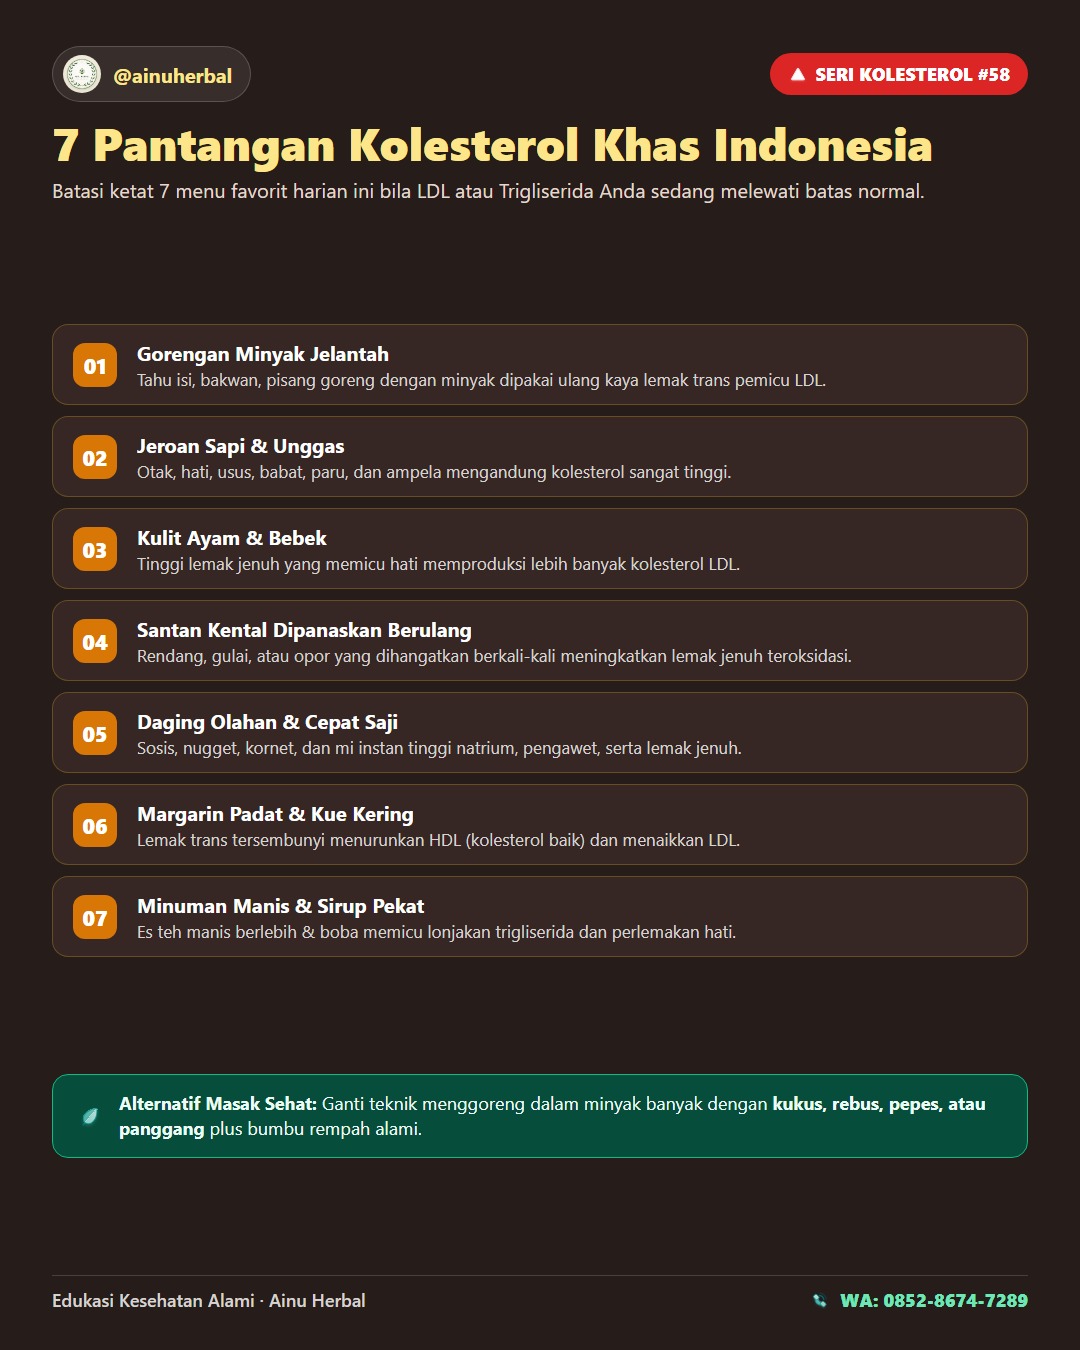 @ainuherbal
SERI KOLESTEROL #58
7 Pantangan Kolesterol Khas Indonesia
Batasi ketat 7 menu favorit harian ini bila LDL atau Trigliserida Anda sedang melewati batas normal.
01
Gorengan Minyak Jelantah
Tahu isi, bakwan, pisang goreng dengan minyak dipakai ulang kaya lemak trans pemicu LDL.
02
Jeroan Sapi & Unggas
Otak, hati, usus, babat, paru, dan ampela mengandung kolesterol sangat tinggi.
03
Kulit Ayam & Bebek
Tinggi lemak jenuh yang memicu hati memproduksi lebih banyak kolesterol LDL.
04
Santan Kental Dipanaskan Berulang
Rendang, gulai, atau opor yang dihangatkan berkali-kali meningkatkan lemak jenuh teroksidasi.
05
Daging Olahan & Cepat Saji
Sosis, nugget, kornet, dan mi instan tinggi natrium, pengawet, serta lemak jenuh.
06
Margarin Padat & Kue Kering
Lemak trans tersembunyi menurunkan HDL (kolesterol baik) dan menaikkan LDL.
07
Minuman Manis & Sirup Pekat
Es teh manis berlebih & boba memicu lonjakan trigliserida dan perlemakan hati.
Alternatif Masak Sehat: Ganti teknik menggoreng dalam minyak banyak dengan kukus, rebus, pepes, atau
panggang plus bumbu rempah alami.
Edukasi Kesehatan Alami · Ainu Herbal
WA: 0852-8674-7289